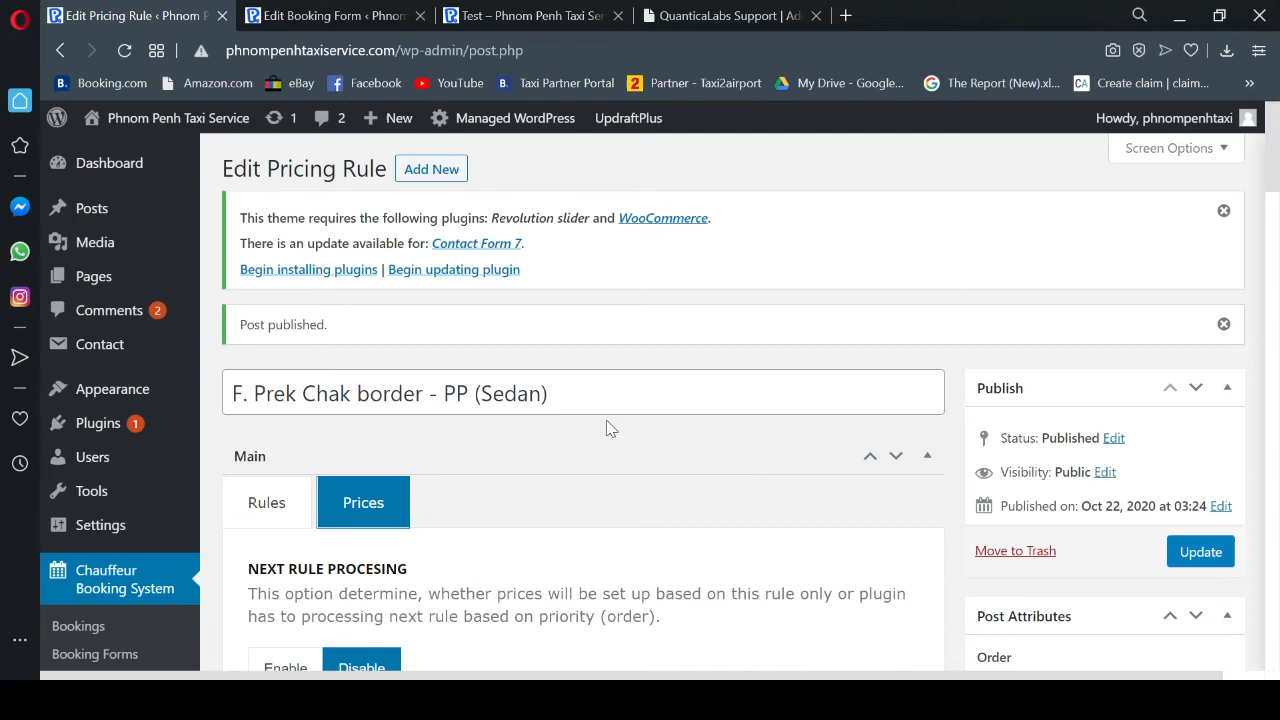 Edit Pricing Rule ‹ Phnom P
Edit Booking Form ‹ Phnom
Test – Phnom Penh Taxi Ser
QuanticaLabs Support | Ad
phnompenhtaxiservice.com/wp-admin/post.php
B. Booking.com
Amazon.com
eBay
Facebook
YouTube
B. Taxi Partner Portal
2 Partner - Taxi2airport
My Drive - Google...
The Report (New).xl...
CA Create claim | claim...
»
Phnom Penh Taxi Service
1
2
New
Managed WordPress
UpdraftPlus
Howdy, phnompenhtaxi
Dashboard
Posts
Media
Pages
Comments 2
Contact
Appearance
Plugins 1
Users
Tools
Settings
Chauffeur
Booking System
Bookings
Booking Forms
Screen Options
Edit Pricing Rule
Add New
This theme requires the following plugins: Revolution slider and WooCommerce.
There is an update available for: Contact Form 7.
Begin installing plugins | Begin updating plugin
Post published.
F. Prek Chak border - PP (Sedan)
Main
Rules
Prices
NEXT RULE PROCESING
This option determine, whether prices will be set up based on this rule only or plugin
has to processing next rule based on priority (order).
Enable
Disable
Publish
Status: Published Edit
Visibility: Public Edit
Published on: Oct 22, 2020 at 03:24 Edit
Move to Trash
Update
Post Attributes
Order